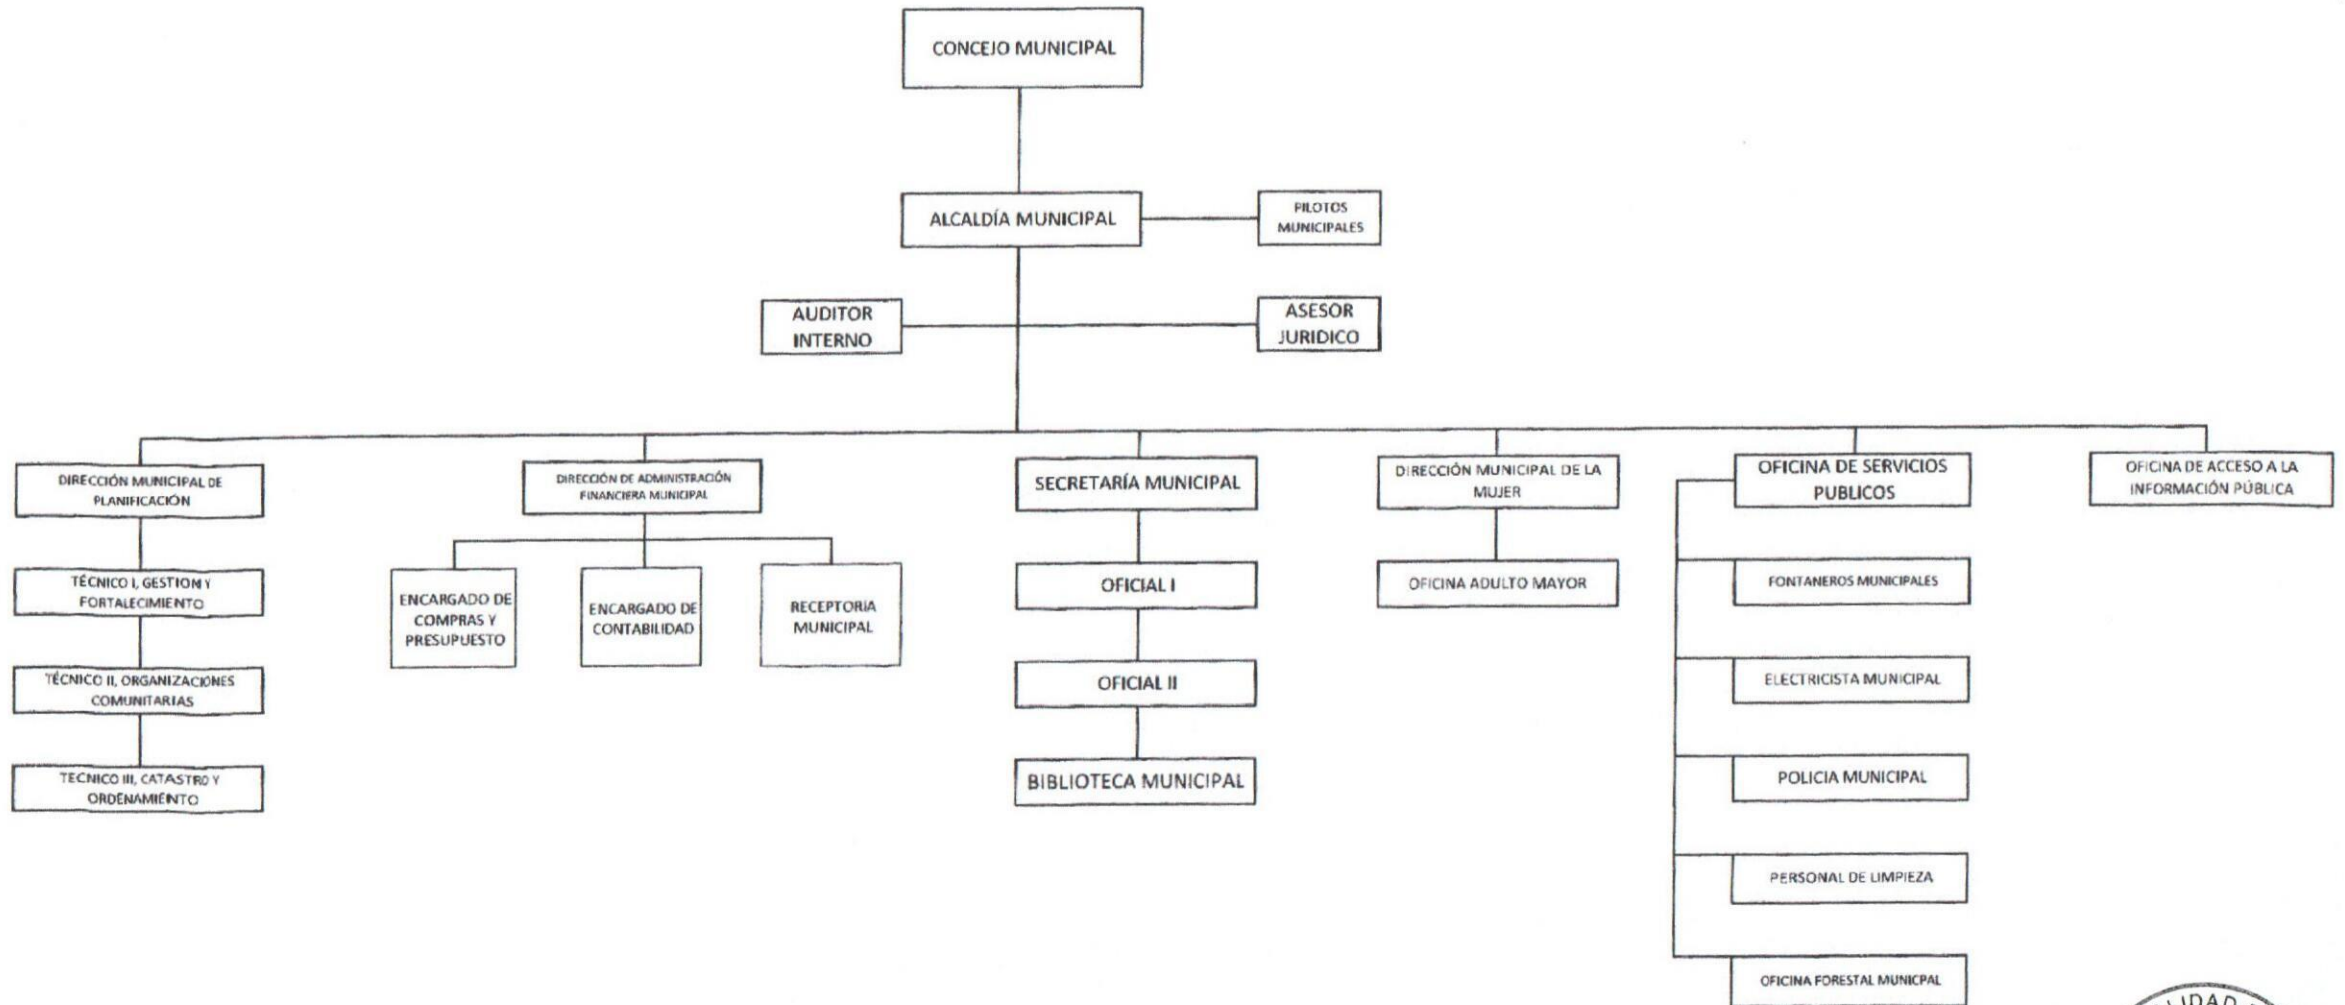 CONCEJO MUNICIPAL
ALCALDÍA MUNICIPAL
PILOTOS
MUNICIPALES
AUDITOR
INTERNO
ASESOR
JURIDICO
DIRECCIÓN MUNICIPAL DE
PLANIFICACIÓN
DIRECCIÓN DE ADMINISTRACIÓN
FINANCIERA MUNICIPAL
SECRETARÍA MUNICIPAL
DIRECCIÓN MUNICIPAL DE LA
MUJER
OFICINA DE SERVICIOS
PUBLICOS
OFICINA DE ACCESO A LA
INFORMACIÓN PÚBLICA
TÉCNICO I, GESTION Y
FORTALECIMIENTO
TÉCNICO II, ORGANIZACIONES
COMUNITARIAS
TECNICO III, CATASTRO Y
ORDENAMIENTO
ENCARGADO DE
COMPRAS Y
PRESUPUESTO
ENCARGADO DE
CONTABILIDAD
RECEPTORIA
MUNICIPAL
OFICIAL I
OFICIAL II
BIBLIOTECA MUNICIPAL
OFICINA ADULTO MAYOR
FONTANEROS MUNICIPALES
ELECTRICISTA MUNICIPAL
POLICIA MUNICIPAL
PERSONAL DE LIMPIEZA
OFICINA FORESTAL MUNICPAL